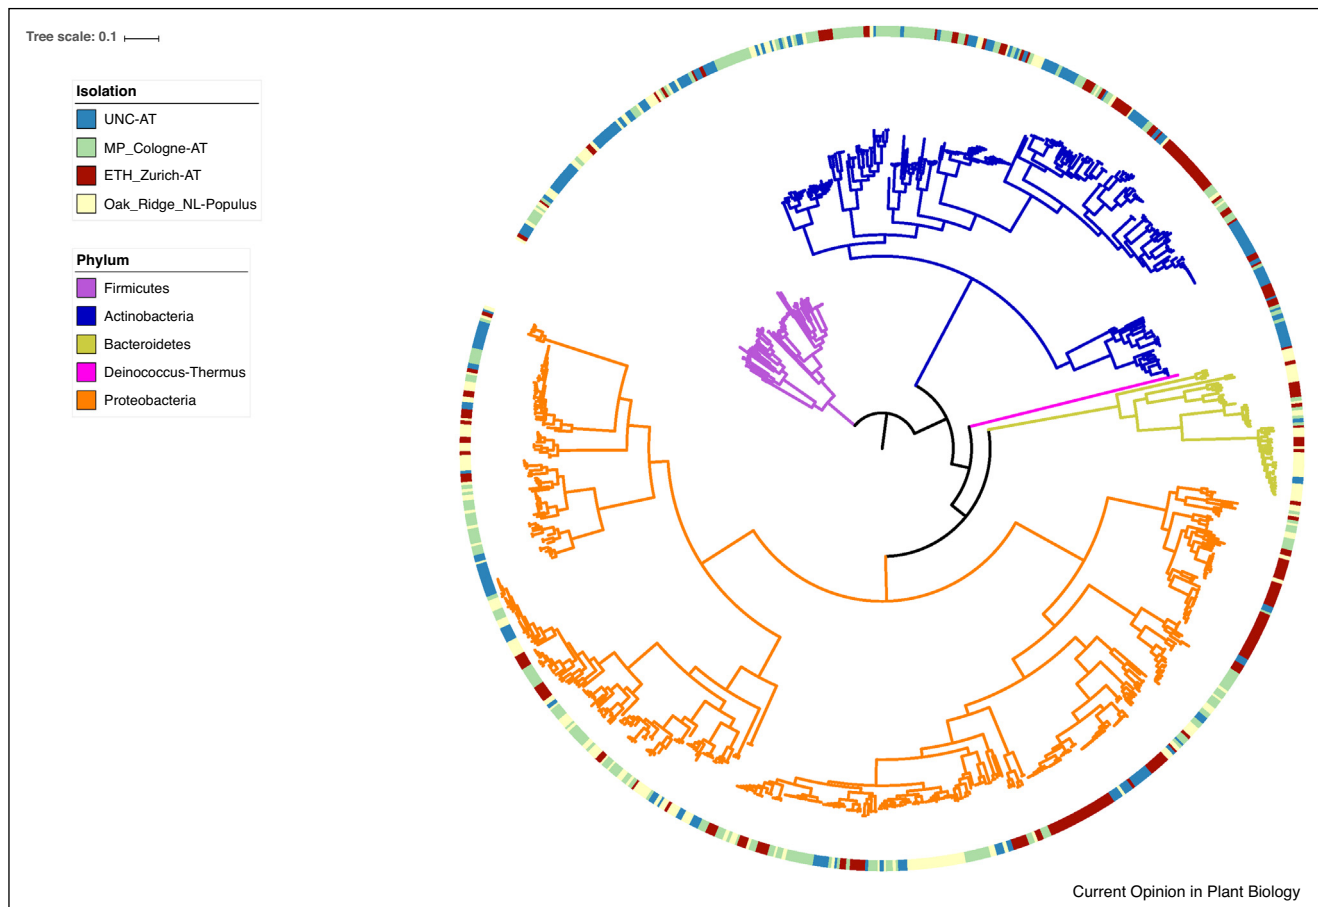 Tree scale: 0.1
Isolation
UNC-AT
MP_Cologne-AT
ETH_Zurich-AT
Oak_Ridge_NL-Populus
Phylum
Firmicutes
Actinobacteria
Bacteroidetes
Deinococcus-Thermus
Proteobacteria
Current Opinion in Plant Biology